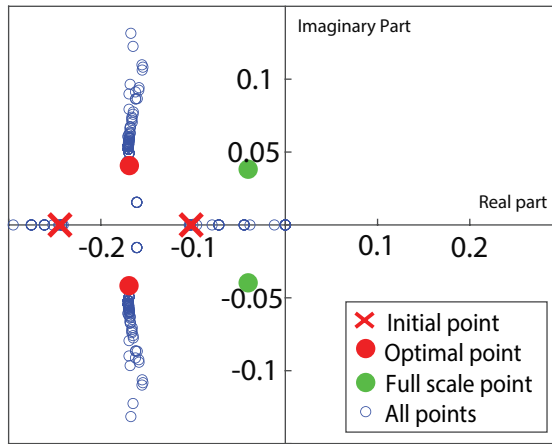 Imaginary Part
0.1
0.05
Real part
-0.2
-0.1
0.1
0.2
-0.05
-0.1
Initial point
Optimal point
Full scale point
All points